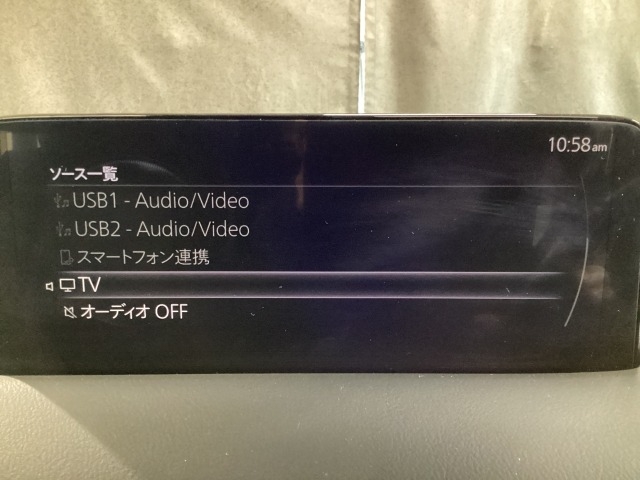 10:58am
ソース一覧
USB1 - Audio/Video
USB2 - Audio/Video
スマートフォン連携
TV
オーディオ OFF